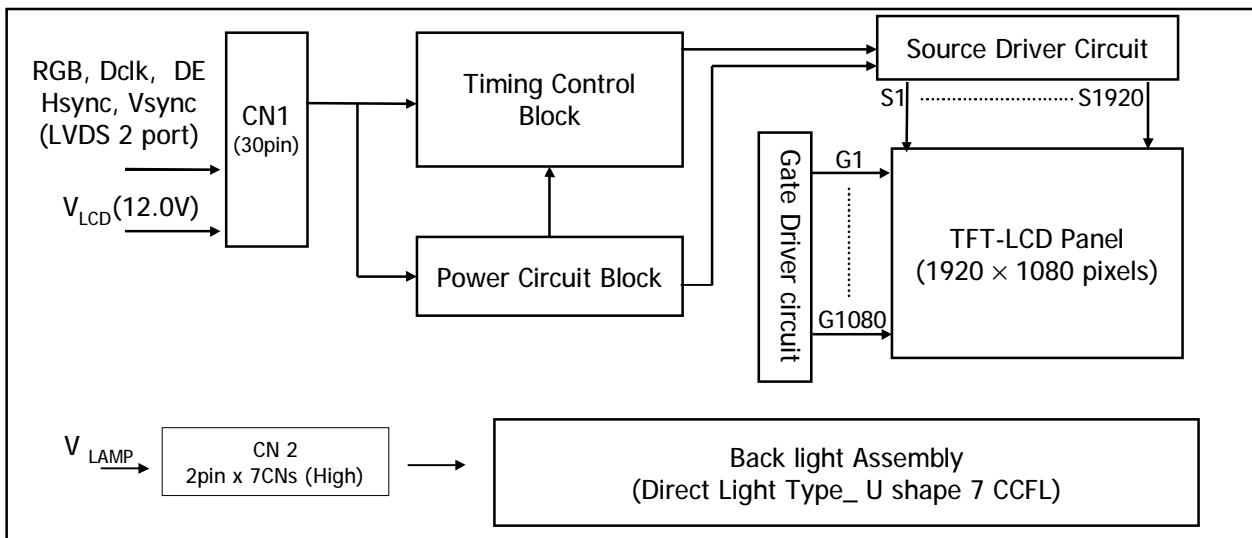 RGB, Dclk, DE
Hsync, Vsync
(LVDS 2 port)
V LCD (12.0V)
CN1
(30pin)
Timing Control
Block
Power Circuit Block
Source Driver Circuit
S1 S1920
Gate Driver circuit
G1
G1080
TFT-LCD Panel
(1920 × 1080 pixels)
V LAMP
CN 2
2pin x 7CNs (High)
Back light Assembly
(Direct Light Type_ U shape 7 CCFL)